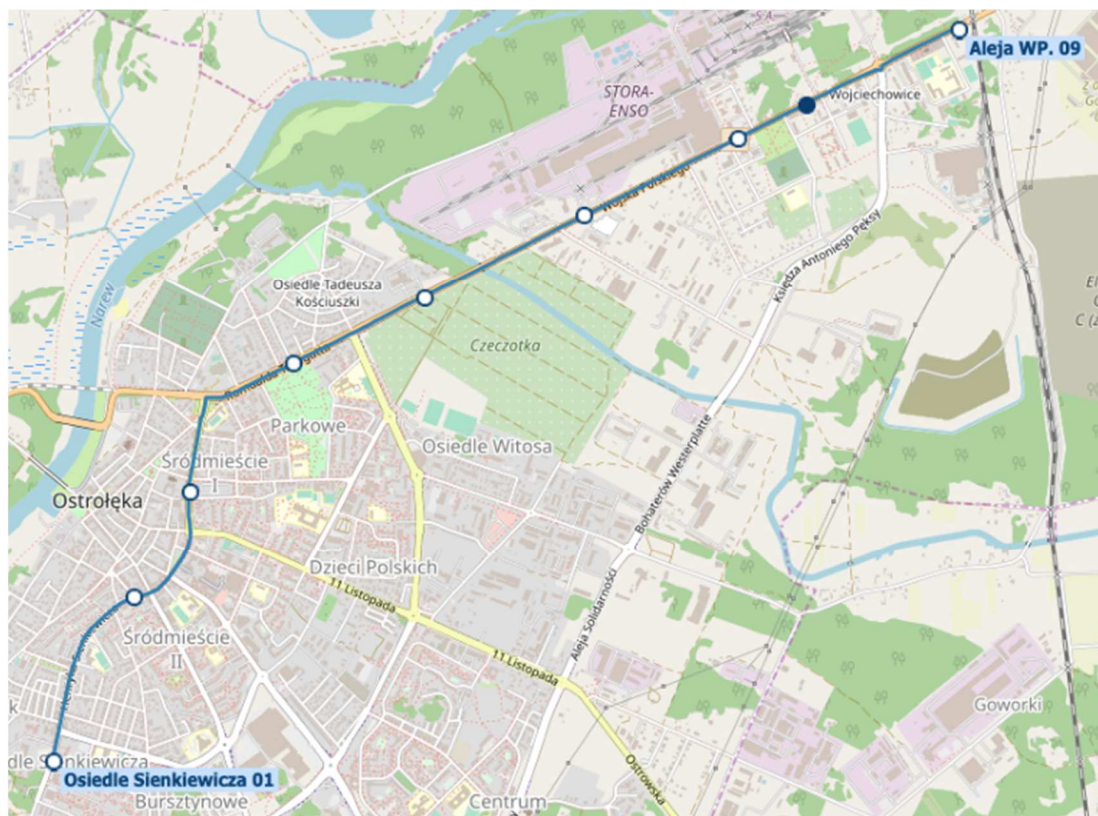 S A
Aleja WP. 09
STORA-
ENSO
Wojciechowice
Wojska Polskiego
Księdza Antoniego Pęksy
Osiedle Tadeusza
Kościuszki
Narew
Czeczotka
Parkowe
Osiedle Witosa
Śródmieście
I
Ostrołęka
Bohaterów Westerplatte
Dzieci Polskich
11 Listopada
Aleja Solidarności
Śródmieście
II
11 Listopada
Goworki
Osiedle Sienkiewicza 01
Ostrowska
Bursztynowe
Centrum